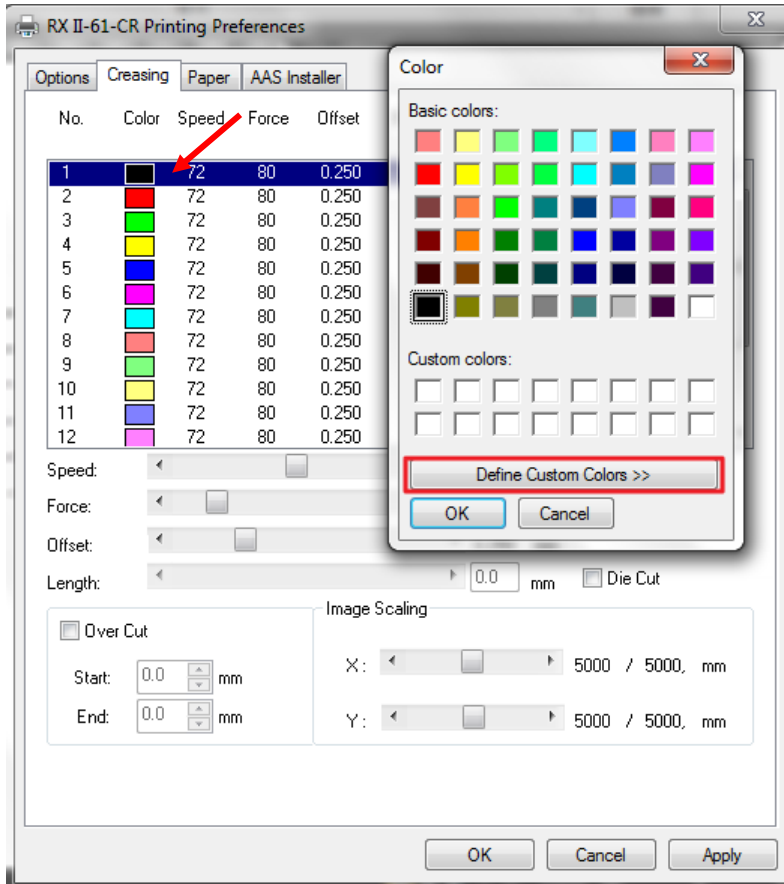 RX II-61-CR Printing Preferences
Options Creasing Paper AAS Installer
No. Color Speed Force Offset
1 72 80 0.250
2 72 80 0.250
3 72 80 0.250
4 72 80 0.250
5 72 80 0.250
6 72 80 0.250
7 72 80 0.250
8 72 80 0.250
9 72 80 0.250
10 72 80 0.250
11 72 80 0.250
12 72 80 0.250
Speed:
Force:
Offset:
Length: 0.0 mm Die Cut
Over Cut
Start: 0.0 mm
End: 0.0 mm
Image Scaling
X: 5000 / 5000, mm
Y: 5000 / 5000, mm
OK Cancel Apply
Color
Basic colors:
Custom colors:
Define Custom Colors >>
OK Cancel